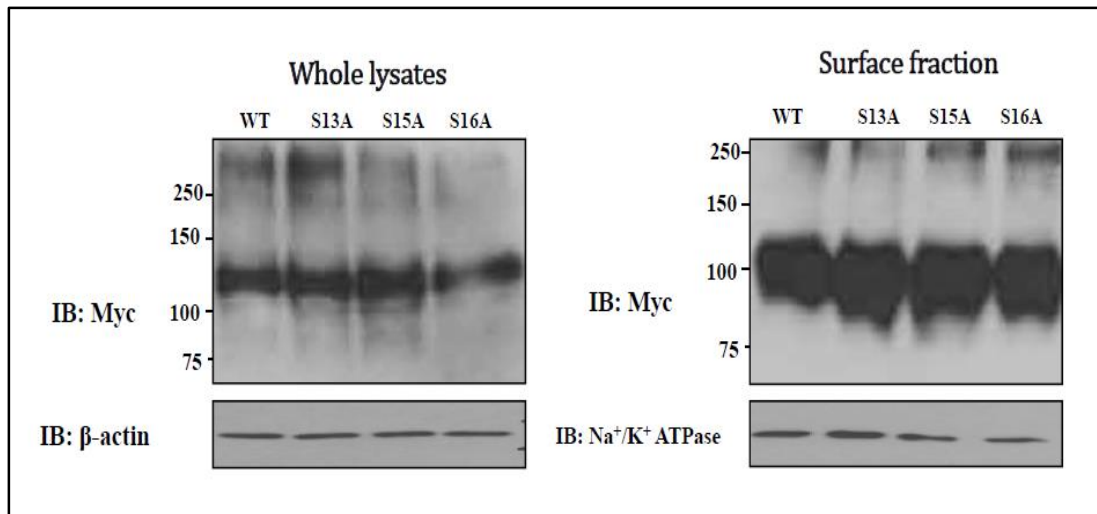 Whole lysates
WT S13A S15A S16A
250
150
100
75
IB: Myc
IB: β-actin
Surface fraction
WT S13A S15A S16A
250
150
100
75
IB: Myc
IB: Na⁺/K⁺ ATPase